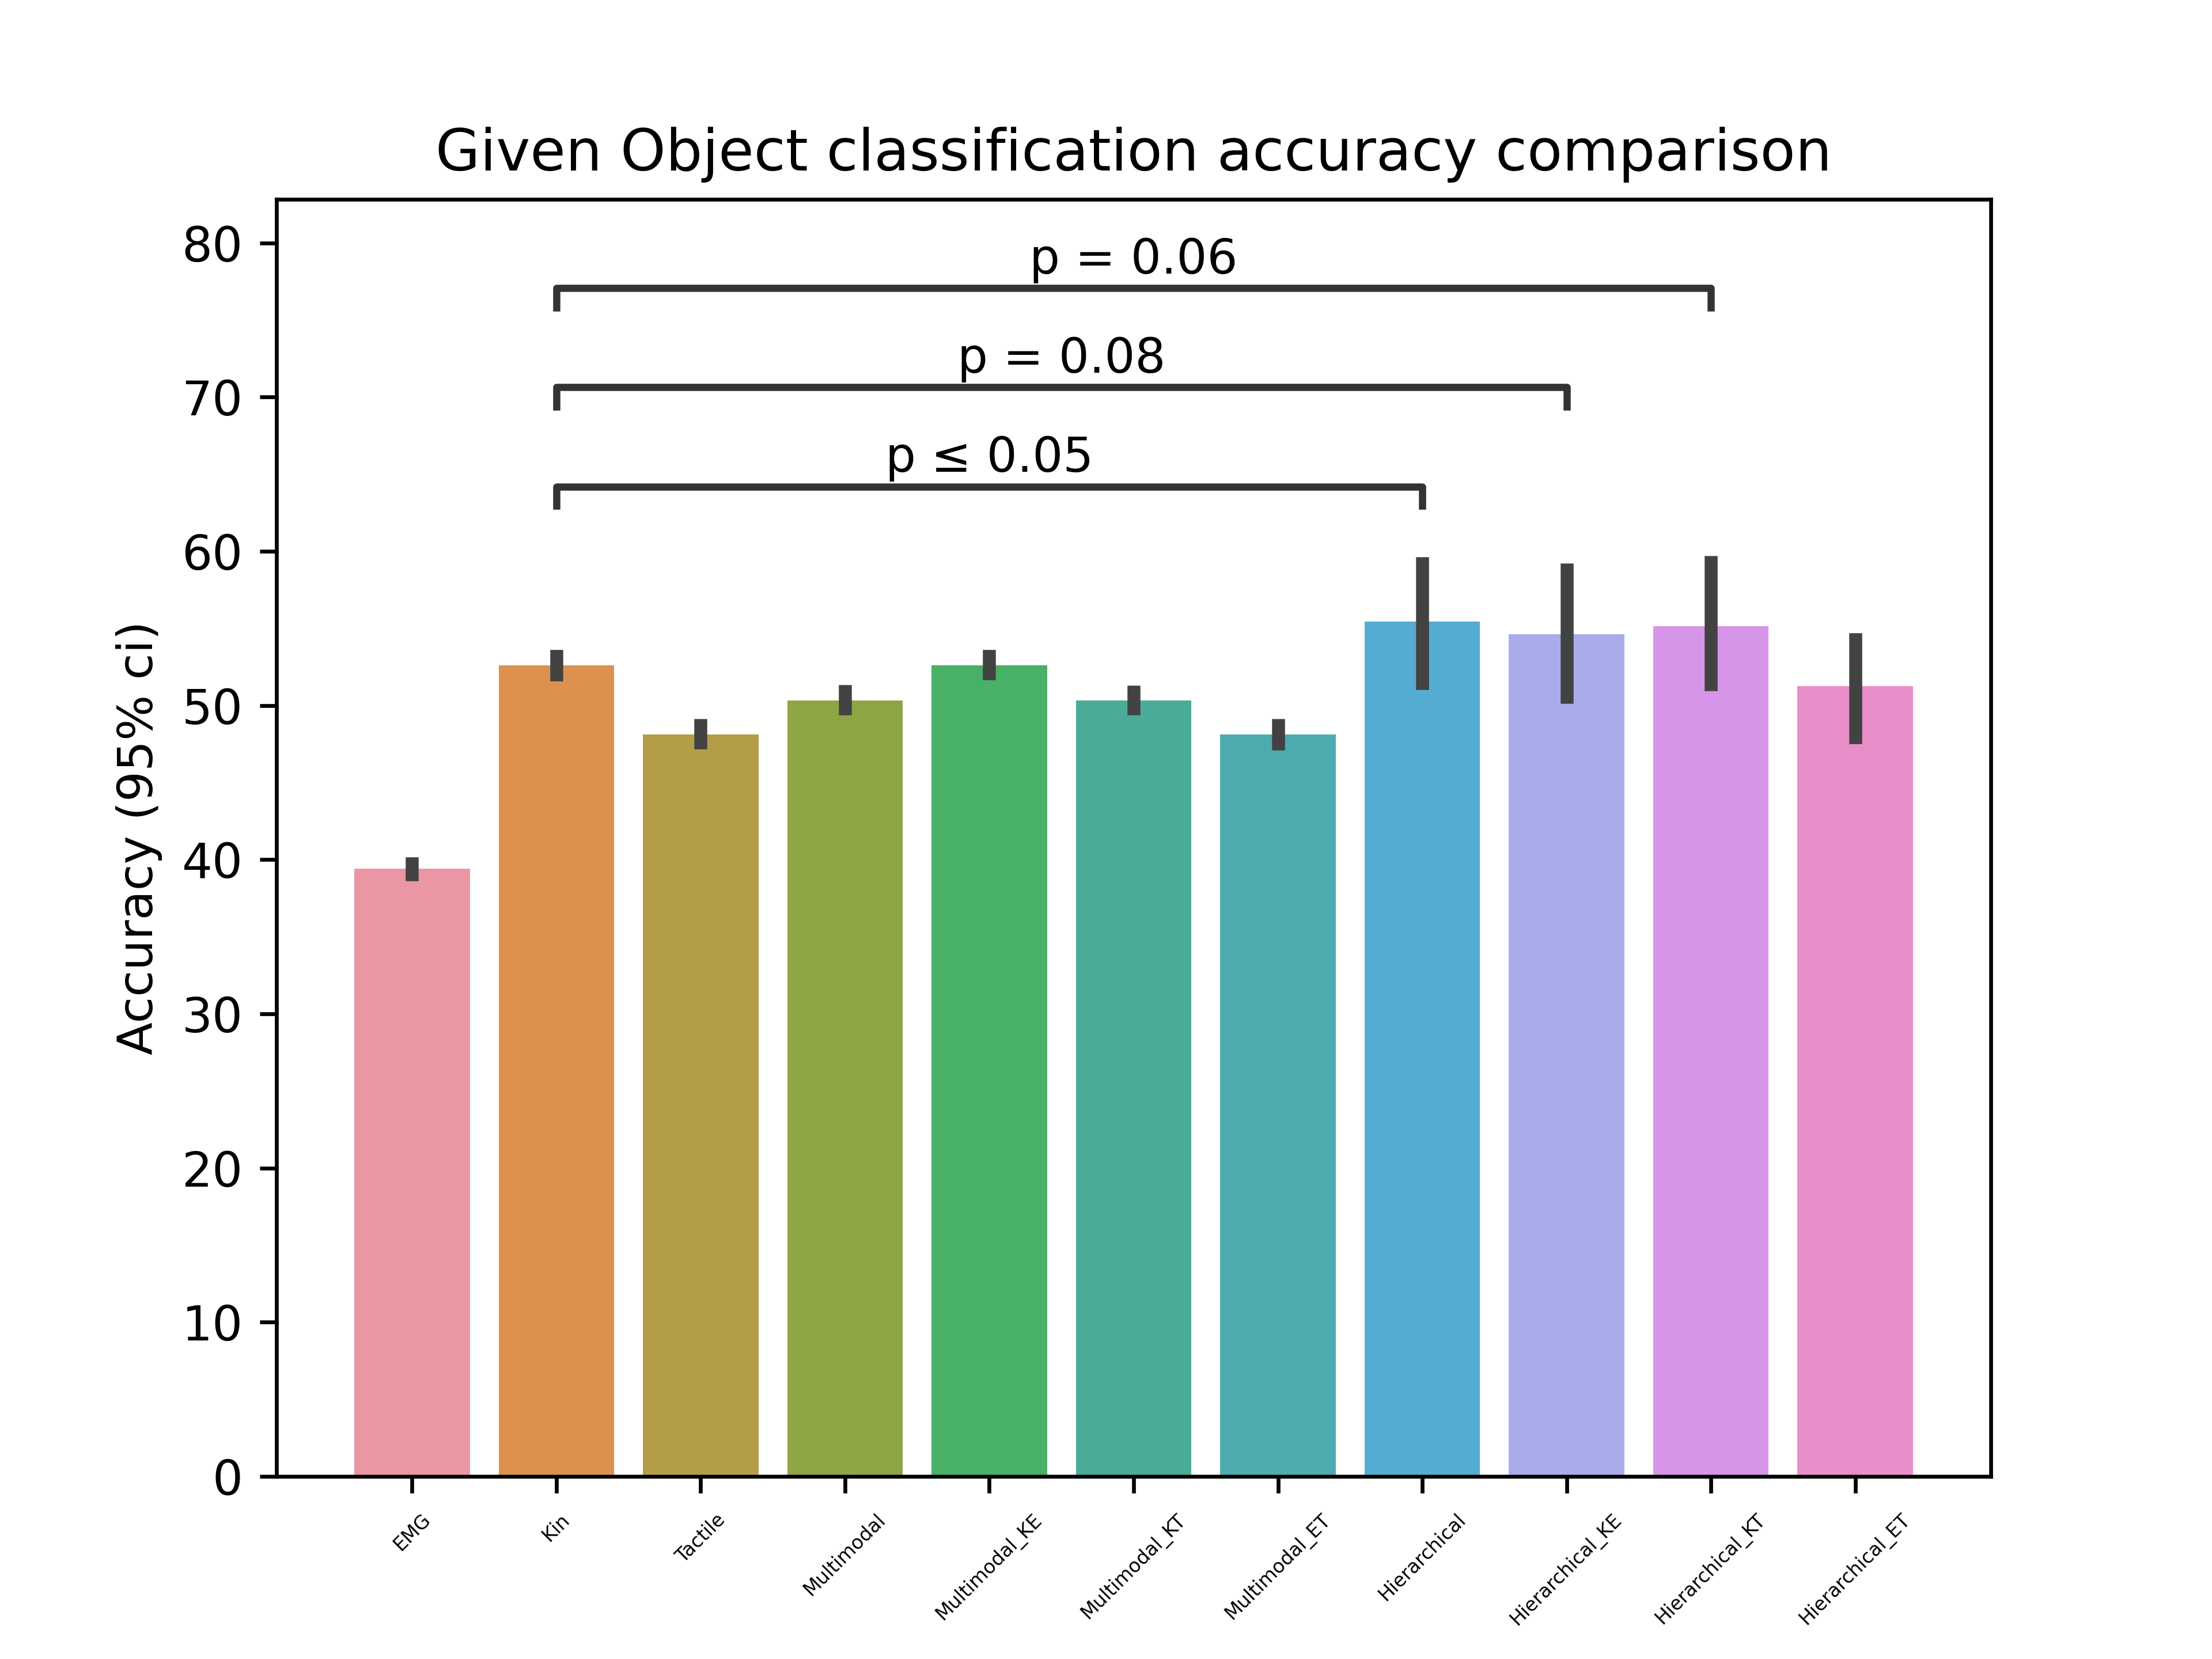 Given Object classification accuracy comparison
p = 0.06
p = 0.08
p ≤ 0.05
Accuracy (95% ci)
80
70
60
50
40
30
20
10
0
EMG
Kin
Tactile
Multimodal
Multimodal_KE
Multimodal_KT
Multimodal_ET
Hierarchical
Hierarchical_KE
Hierarchical_KT
Hierarchical_ET